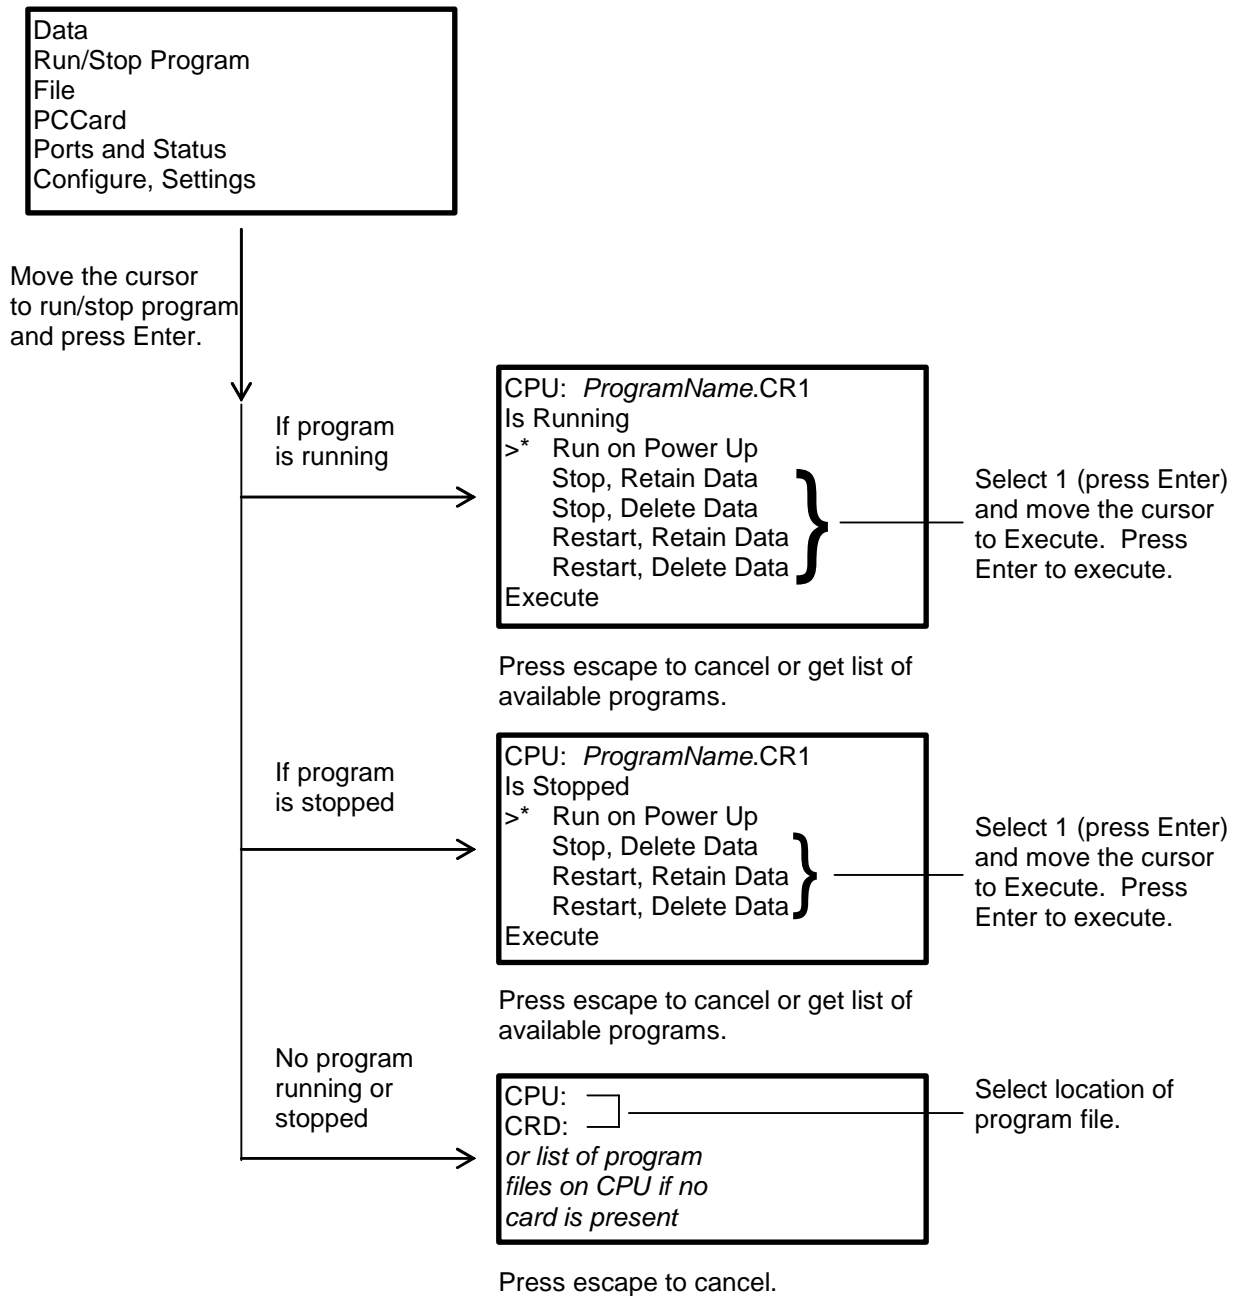 Data
Run/Stop Program
File
PCCard
Ports and Status
Configure, Settings
Move the cursor
to run/stop program
and press Enter.
If program
is running
CPU: ProgramName.CR1
Is Running
>* Run on Power Up
Stop, Retain Data
Stop, Delete Data
Restart, Retain Data
Restart, Delete Data
Execute
Select 1 (press Enter)
and move the cursor
to Execute. Press
Enter to execute.
Press escape to cancel or get list of
available programs.
If program
is stopped
CPU: ProgramName.CR1
Is Stopped
>* Run on Power Up
Stop, Delete Data
Restart, Retain Data
Restart, Delete Data
Execute
Select 1 (press Enter)
and move the cursor
to Execute. Press
Enter to execute.
Press escape to cancel or get list of
available programs.
No program
running or
stopped
CPU:
CRD:
or list of program
files on CPU if no
card is present
Select location of
program file.
Press escape to cancel.